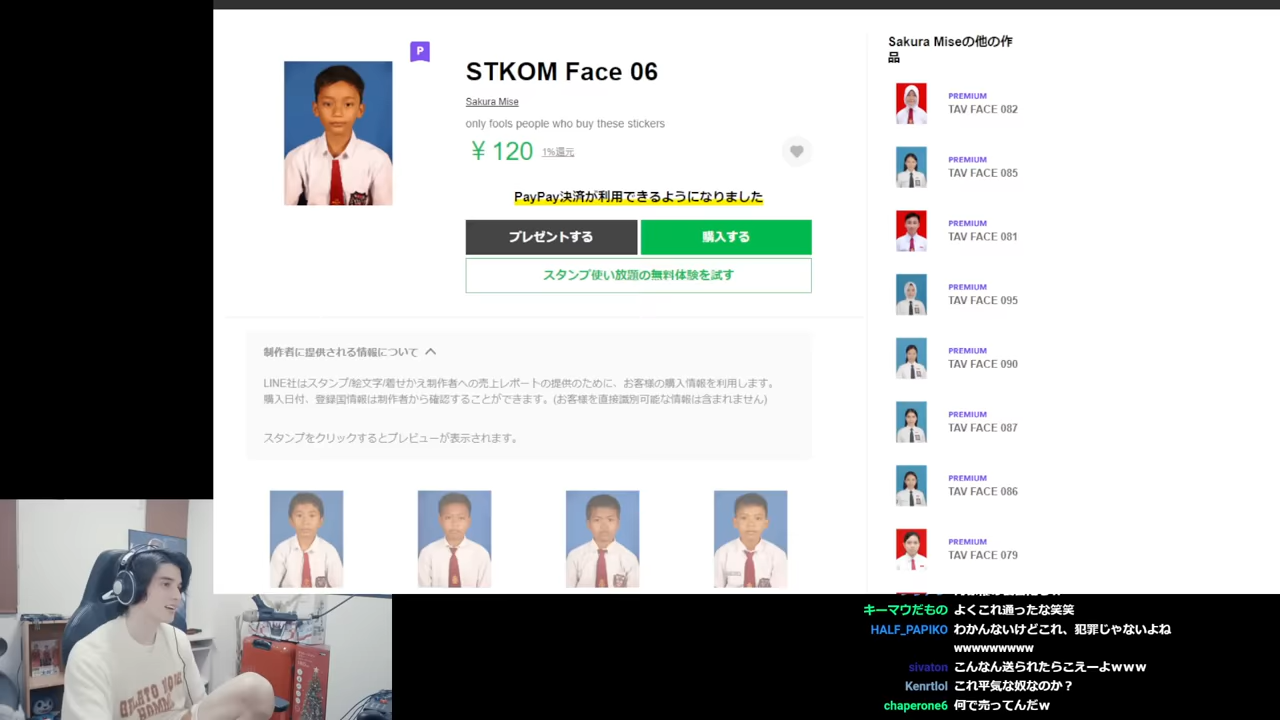 P
STKOM Face 06
Sakura Mise
only fools people who buy these stickers
￥120 1%還元
PayPay決済が利用できるようになりました
プレゼントする
購入する
スタンプ使い放題の無料体験を試す
制作者に提供される情報について
LINE社はスタンプ/絵文字/着せかえ制作者への売上レポートの提供のために、お客様の購入情報を利用します。
購入日付、登録国情報は制作者から確認することができます。(お客様を直接識別可能な情報は含まれません)
スタンプをクリックするとプレビューが表示されます。
Sakura Miseの他の作
品
PREMIUM
TAV FACE 082
PREMIUM
TAV FACE 085
PREMIUM
TAV FACE 081
PREMIUM
TAV FACE 095
PREMIUM
TAV FACE 090
PREMIUM
TAV FACE 087
PREMIUM
TAV FACE 086
PREMIUM
TAV FACE 079
キーマウだもの よくこれ通ったな笑笑
HALF_PAPIKO わかんないけどこれ、犯罪じゃないよね
wwwwwwwww
sivaton こんなん送られたらこえーよｗｗｗ
Kenrtlol これ平気な奴なのか？
chaperone6 何で売ってんだｗ